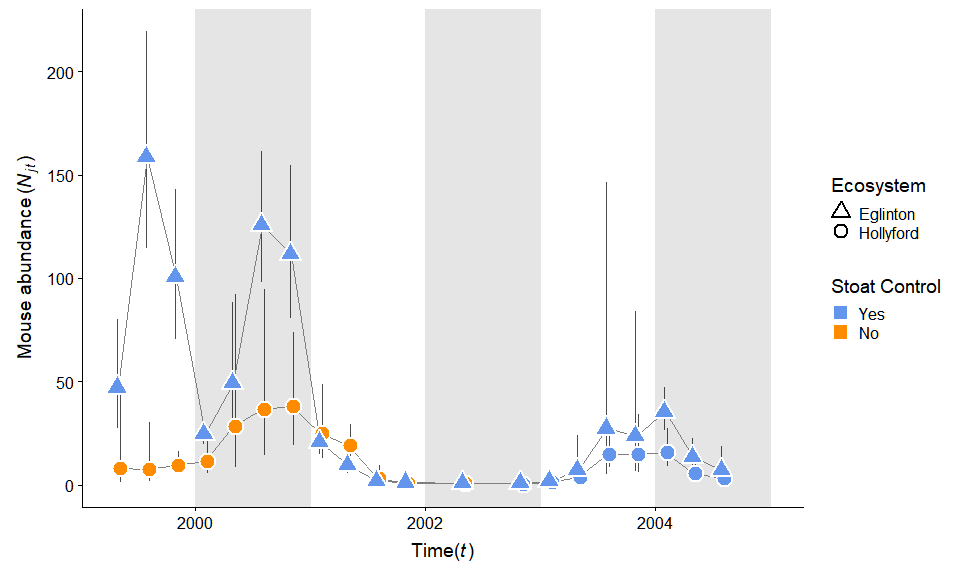 200
150
100
50
0
Mouse abundance (N_jt)
2000
2002
2004
Time(t)
Ecosystem
Eglinton
Hollyford
Stoat Control
Yes
No